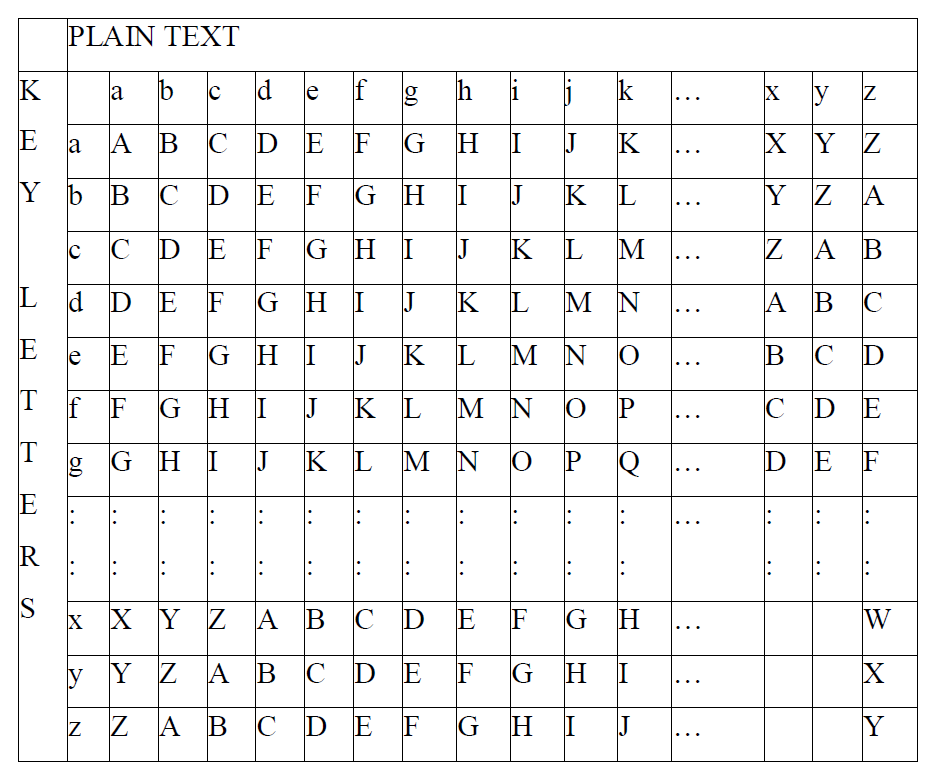 PLAIN TEXT
K E Y L E T T E R S
a b c d e f g h i j k … x y z
a A B C D E F G H I J K … X Y Z
b B C D E F G H I J K L … Y Z A
c C D E F G H I J K L M … Z A B
d D E F G H I J K L M N … A B C
e E F G H I J K L M N O … B C D
f F G H I J K L M N O P … C D E
g G H I J K L M N O P Q … D E F
: : : : : : : : : : : : … : : :
: : : : : : : : : : : : : : :
x X Y Z A B C D E F G H … W
y Y Z A B C D E F G H I … X
z Z A B C D E F G H I J … Y